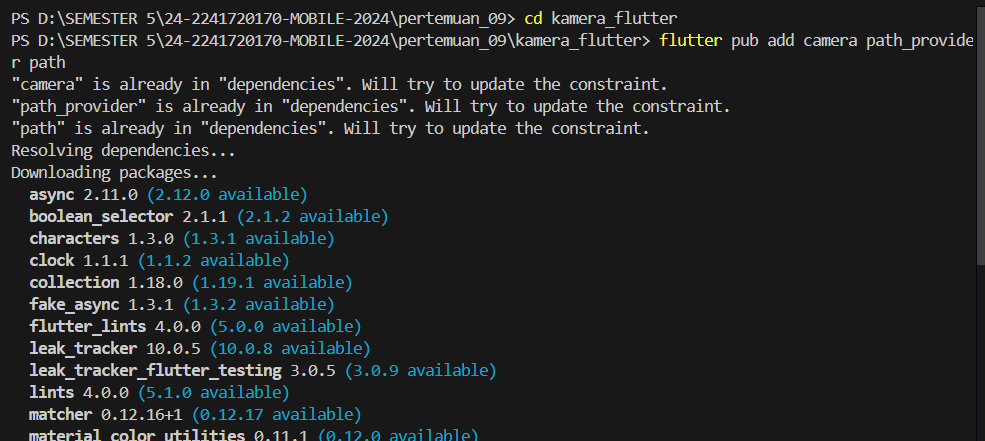 PS D:\SEMESTER 5\24-2241720170-MOBILE-2024\pertemuan_09> cd kamera_flutter
PS D:\SEMESTER 5\24-2241720170-MOBILE-2024\pertemuan_09\kamera_flutter> flutter pub add camera path_provide
r path
"camera" is already in "dependencies". Will try to update the constraint.
"path_provider" is already in "dependencies". Will try to update the constraint.
"path" is already in "dependencies". Will try to update the constraint.
Resolving dependencies...
Downloading packages...
  async 2.11.0 (2.12.0 available)
  boolean_selector 2.1.1 (2.1.2 available)
  characters 1.3.0 (1.3.1 available)
  clock 1.1.1 (1.1.2 available)
  collection 1.18.0 (1.19.1 available)
  fake_async 1.3.1 (1.3.2 available)
  flutter_lints 4.0.0 (5.0.0 available)
  leak_tracker 10.0.5 (10.0.8 available)
  leak_tracker_flutter_testing 3.0.5 (3.0.9 available)
  lints 4.0.0 (5.1.0 available)
  matcher 0.12.16+1 (0.12.17 available)
  material_color_utilities 0.11.1 (0.12.0 available)